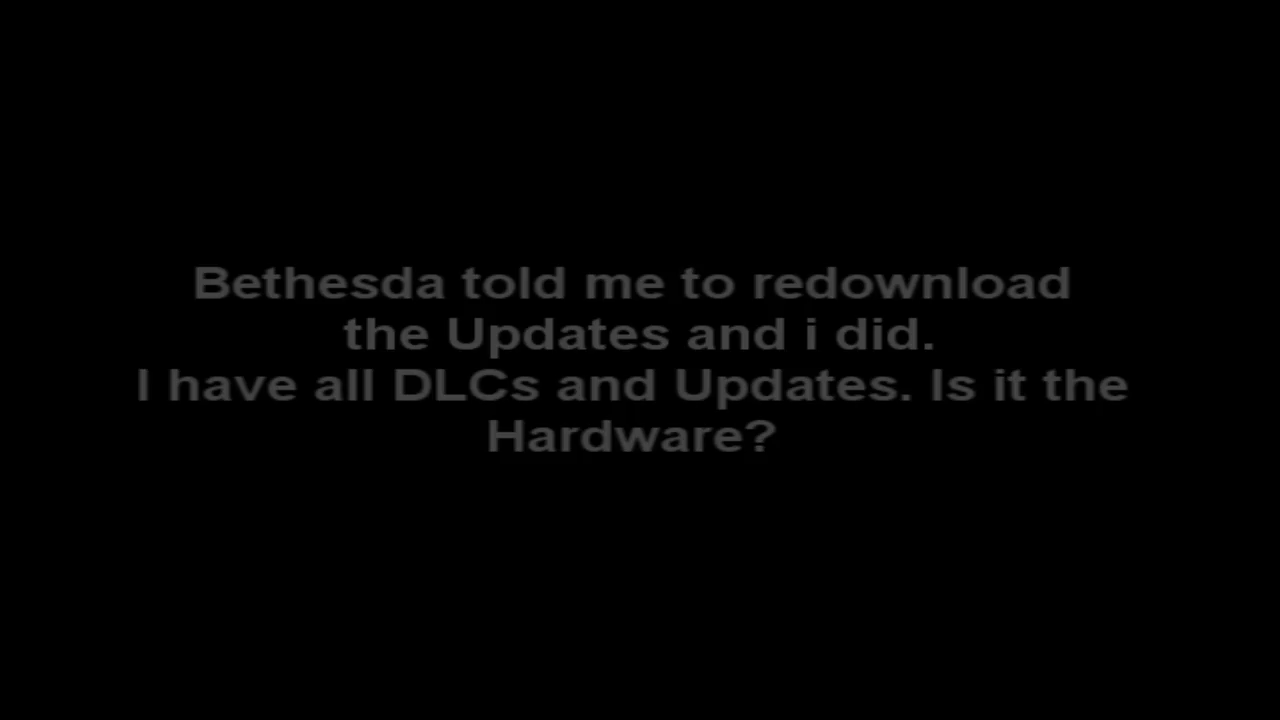 Bethesda told me to redownload
the Updates and i did.
I have all DLCs and Updates. Is it the
Hardware?